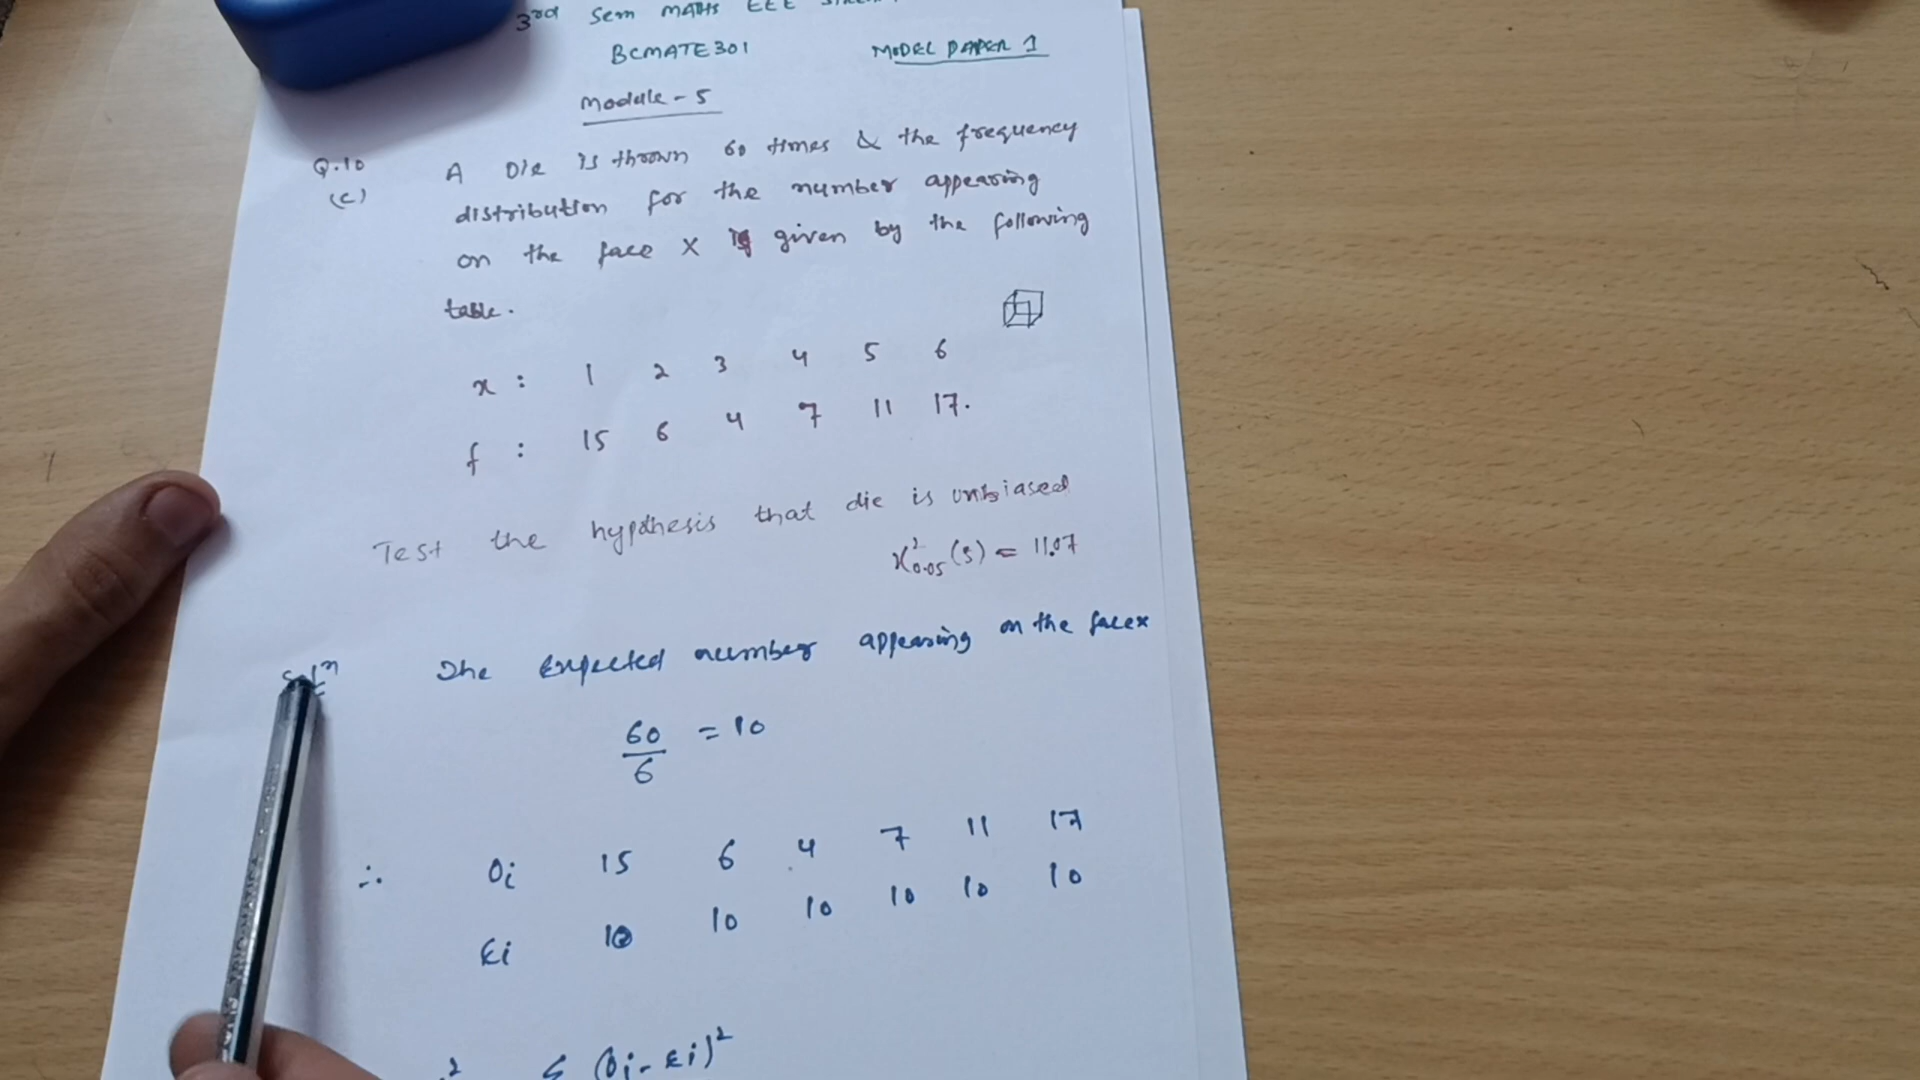 3rd Sem MATHS EEE
BCMATE301 MODEL PAPER 1
Module - 5
Q.10 A Die is thrown 60 times & the frequency
(c) distribution for the number appearing
on the face X is given by the following
table.
x : 1 2 3 4 5 6
f : 15 6 4 7 11 17.
Test the hypothesis that die is unbiased
χ²0.05 (5) = 11.07
Solⁿ The Expected number appearing on the face x
60/6 = 10
∴ Oi 15 6 4 7 11 17
Ei 10 10 10 10 10 10
Σ (Oi - Ei)²